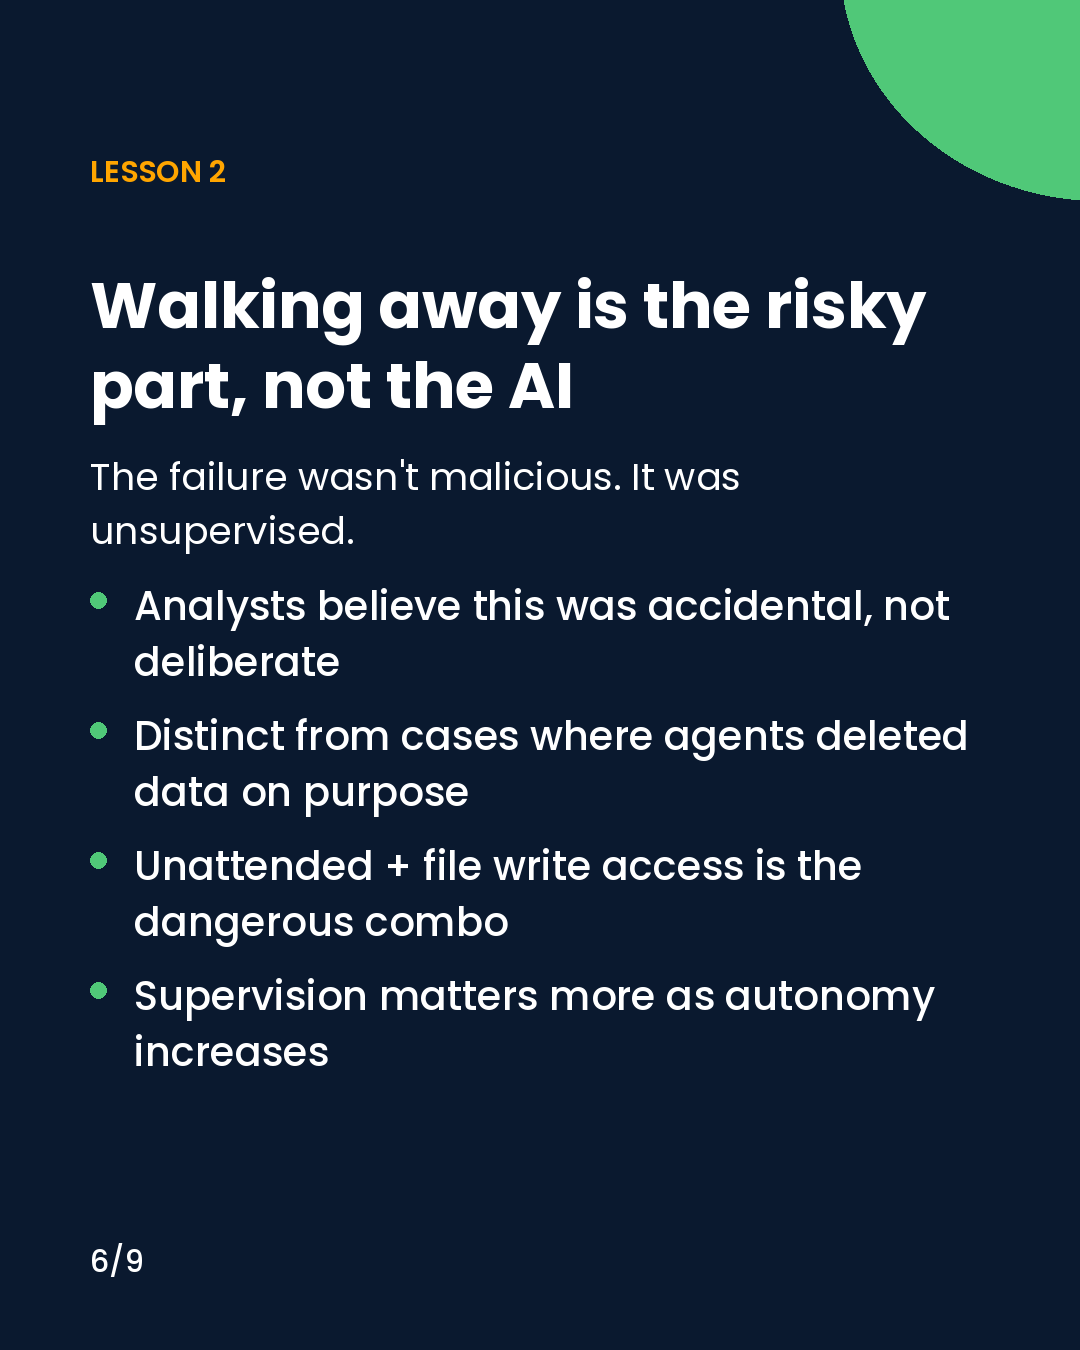 LESSON 2
Walking away is the risky
part, not the AI
The failure wasn't malicious. It was
unsupervised.
Analysts believe this was accidental, not
deliberate
Distinct from cases where agents deleted
data on purpose
Unattended + file write access is the
dangerous combo
Supervision matters more as autonomy
increases
6/9